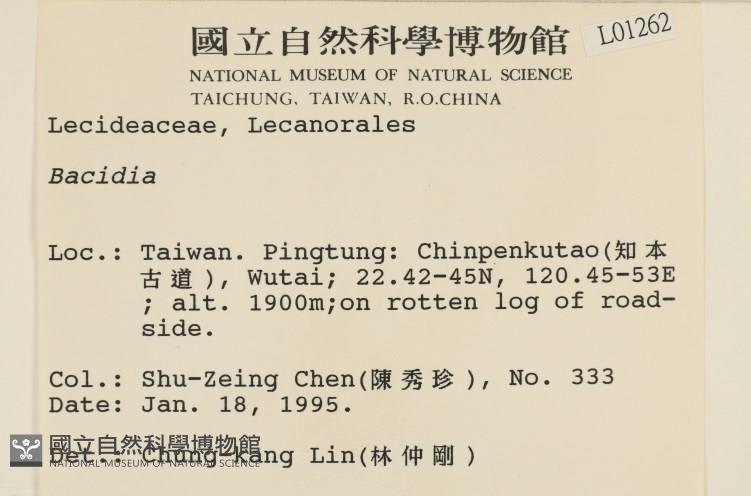 國立自然科學博物館
L01262
NATIONAL MUSEUM OF NATURAL SCIENCE
TAICHUNG, TAIWAN, R.O.CHINA
Lecideaceae, Lecanorales
Bacidia
Loc.: Taiwan. Pingtung: Chinpenkutao(知本
古道), Wutai; 22.42-45N, 120.45-53E
; alt. 1900m;on rotten log of road-
side.
Col.: Shu-Zeing Chen(陳秀珍), No. 333
Date: Jan. 18, 1995.
國立自然科學博物館
Det.: Chung-kang Lin(林仲剛)
NATIONAL MUSEUM OF NATURAL SCIENCE